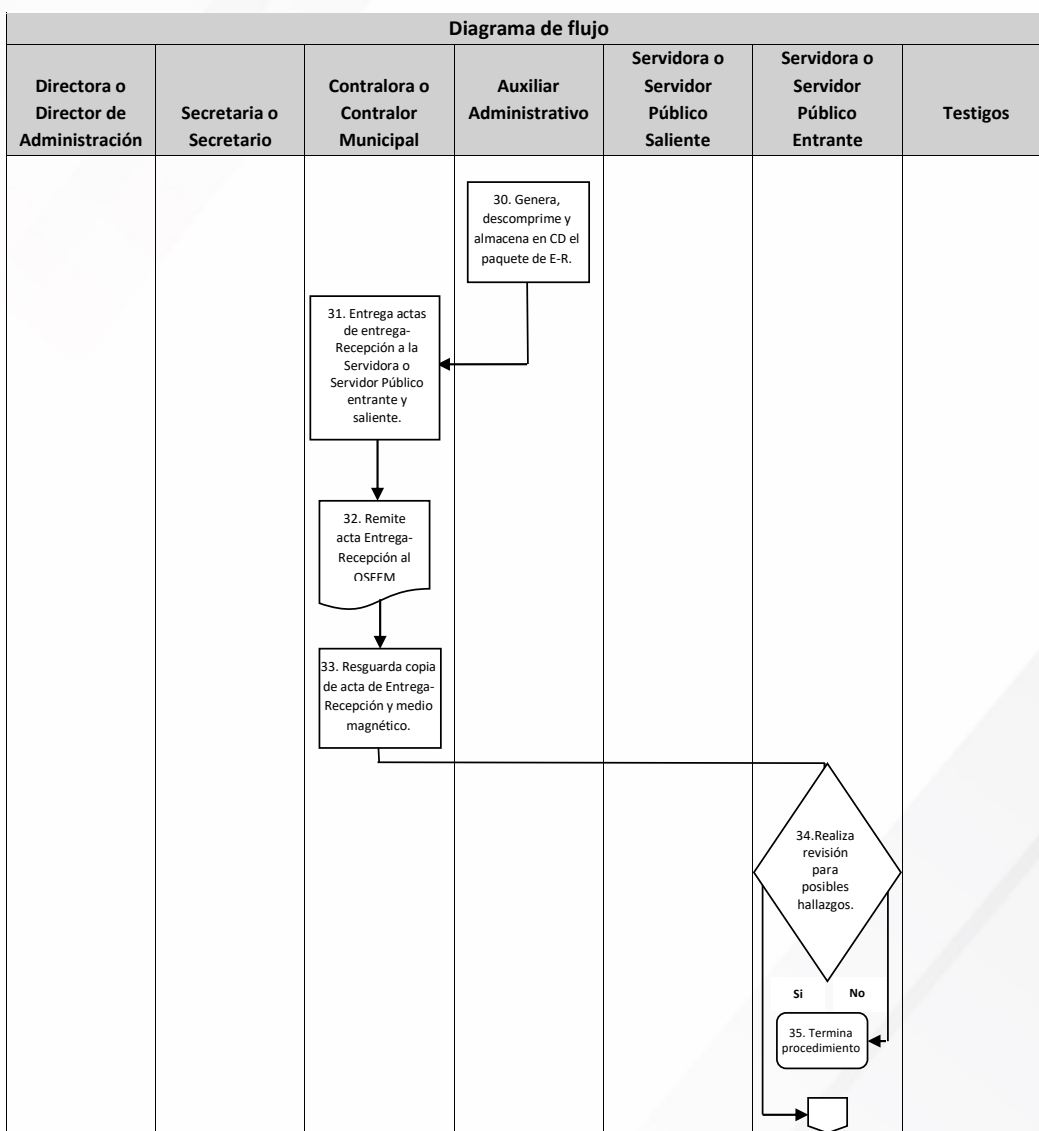 Diagrama de flujo
Directora o
Director de
Administración
Secretaria o
Secretario
Contralora o
Contralor
Municipal
Auxiliar
Administrativo
Servidora o
Servidor
Público
Saliente
Servidora o
Servidor
Público
Entrante
Testigos
30. Genera,
descomprime y
almacena en CD el
paquete de E-R.
31. Entrega actas
de entrega-
Recepción a la
Servidora o
Servidor Público
entrante y
saliente.
32. Remite
acta Entrega-
Recepción al
OSFEM
33. Resguarda copia
de acta de Entrega-
Recepción y medio
magnético.
34.Realiza
revisión
para
posibles
hallazgos.
Si No
35. Termina
procedimiento